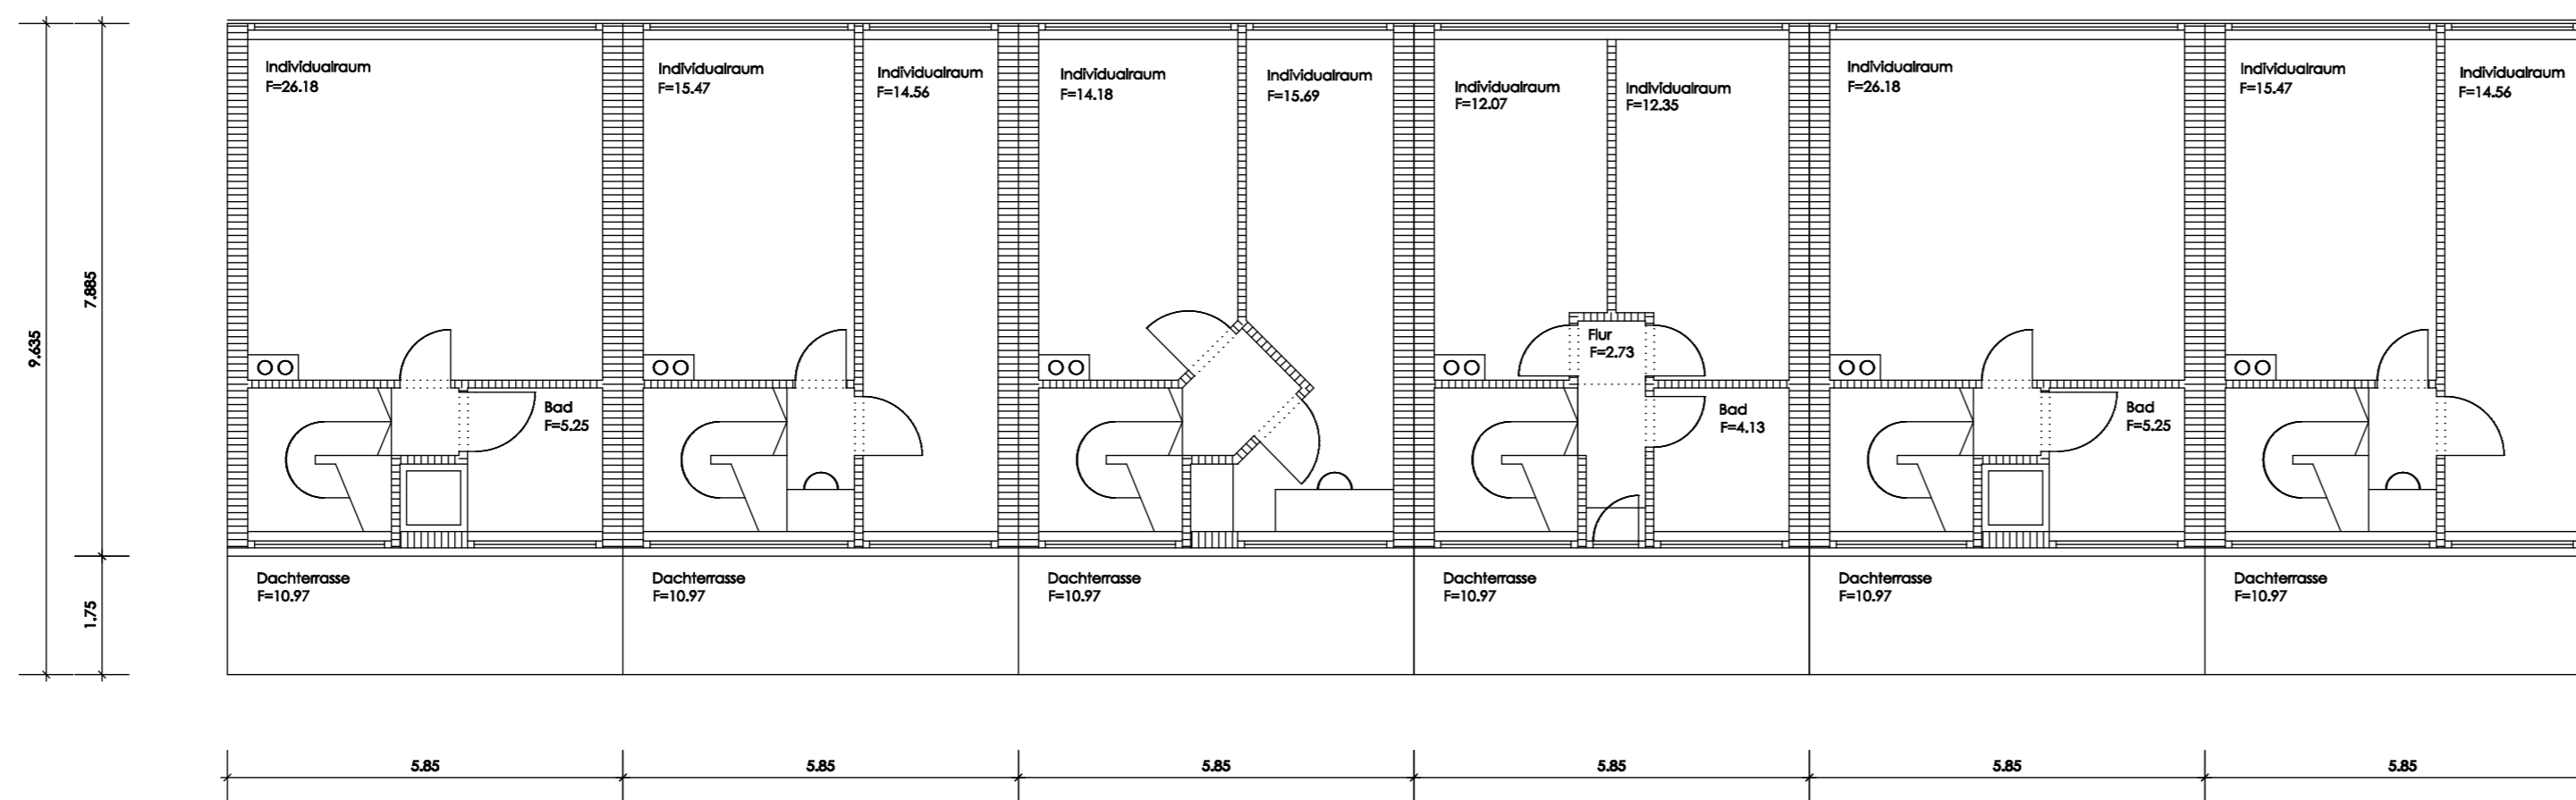 Individualraum
F=26.18
Individualraum
F=15.47
Individualraum
F=14.56
Individualraum
F=14.18
Individualraum
F=15.69
Individualraum
F=12.07
Individualraum
F=12.35
Individualraum
F=26.18
Individualraum
F=15.47
Individualraum
F=14.56
7.885
9.635
Flur
F=2.73
Bad
F=5.25
Bad
F=4.13
Bad
F=5.25
1.75
Dachterrasse
F=10.97
Dachterrasse
F=10.97
Dachterrasse
F=10.97
Dachterrasse
F=10.97
Dachterrasse
F=10.97
Dachterrasse
F=10.97
5.85
5.85
5.85
5.85
5.85
5.85